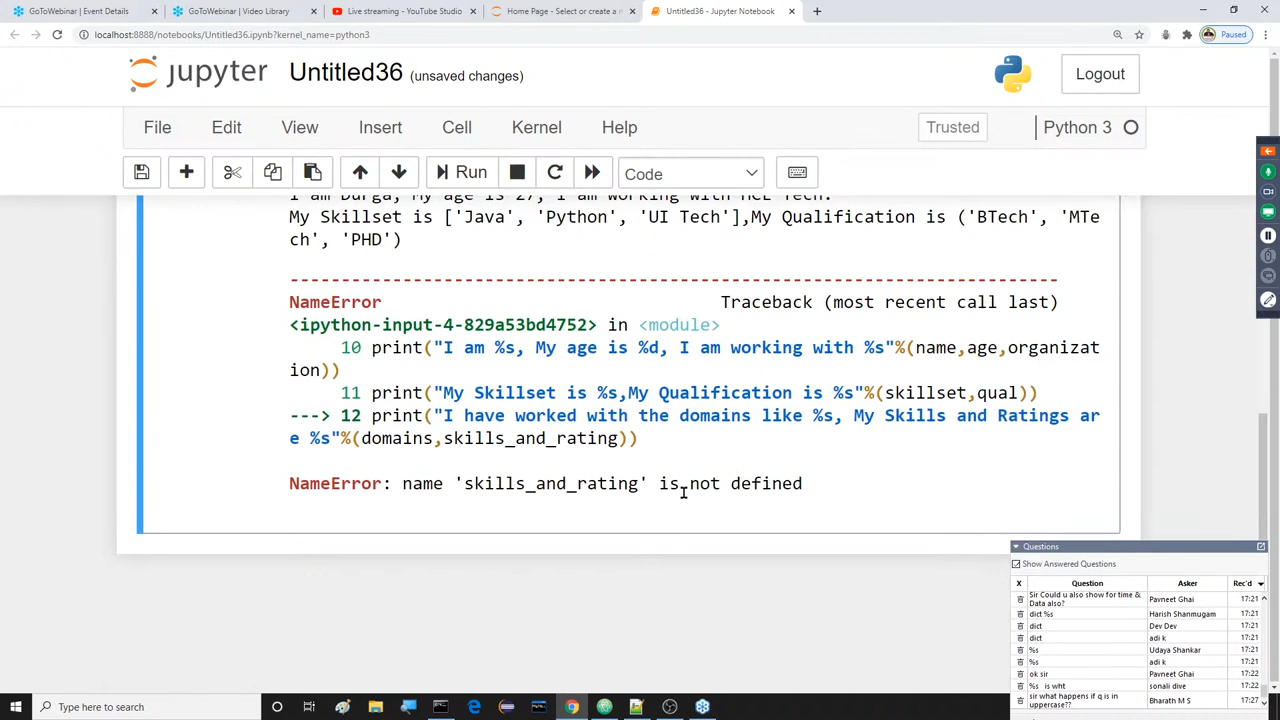 GoToWebinar | Event Details
GoToWebinar | Video Library
Live streaming - YouTube Studio
Home Page - Select or create a n
Untitled36 - Jupyter Notebook
localhost:8888/notebooks/Untitled36.ipynb?kernel_name=python3
Paused
jupyter Untitled36 (unsaved changes)
Logout
File Edit View Insert Cell Kernel Help
Trusted
Python 3
Run
Code
I am Durga, My age is 27, I am working with HCL Tech.
My Skillset is ['Java', 'Python', 'UI Tech'],My Qualification is ('BTech', 'MTe
ch', 'PHD')
---------------------------------------------------------------------------
NameError Traceback (most recent call last)
<ipython-input-4-829a53bd4752> in <module>
10 print("I am %s, My age is %d, I am working with %s"%(name,age,organizat
ion))
11 print("My Skillset is %s,My Qualification is %s"%(skillset,qual))
---> 12 print("I have worked with the domains like %s, My Skills and Ratings ar
e %s"%(domains,skills_and_rating))
NameError: name 'skills_and_rating' is not defined
Questions
Show Answered Questions
X Question Asker Rec'd
Sir Could u also show for time & Data also? Pavneet Ghai 17:21
dict %s Harish Shanmugam 17:21
dict Dev Dev 17:21
dict adi k 17:21
%s Udaya Shankar 17:21
%s adi k 17:21
ok sir Pavneet Ghai 17:22
%s is wht sonali dive 17:22
sir what happens if q is in uppercase?? Bharath M S 17:27
Type here to search